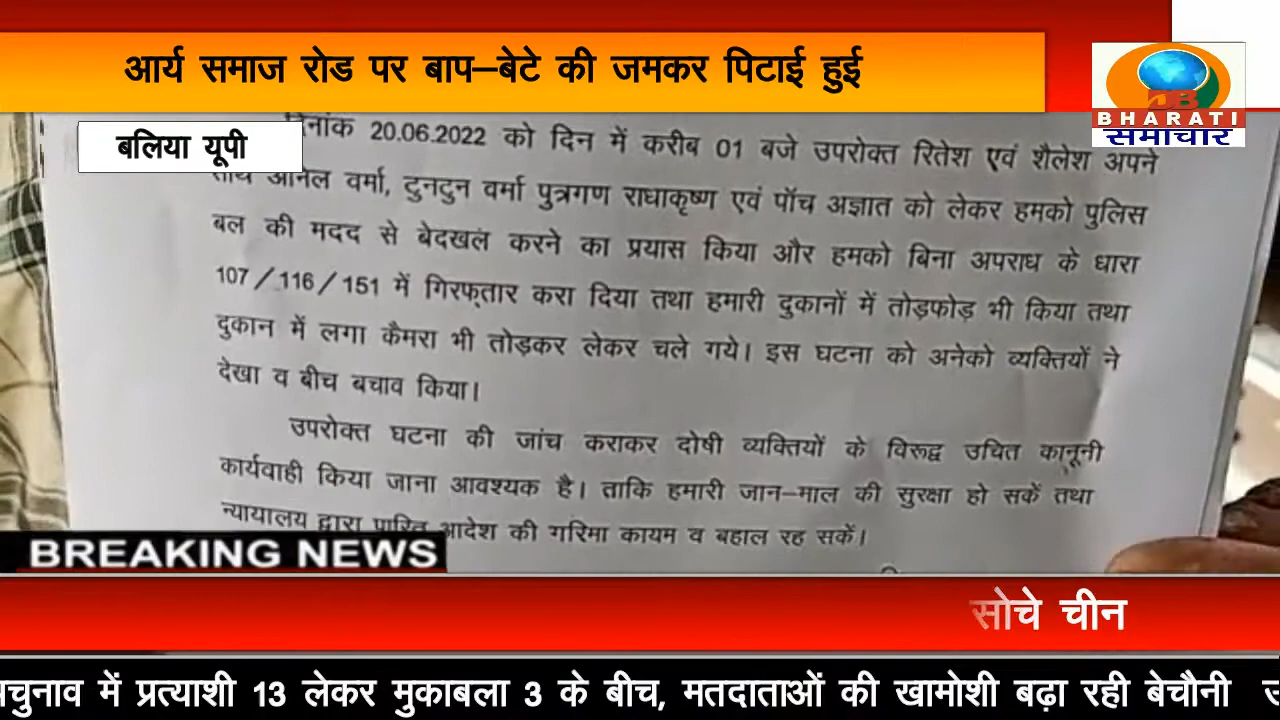 आर्य समाज रोड पर बाप–बेटे की जमकर पिटाई हुई
BHARATI
समाचार
बलिया यूपी
20.06.2022 को दिन में करीब 01 बजे उपरोक्त रितेश एवं शैलेश अपने
वर्मा, टुनटुन वर्मा पुत्रगण राधाकृष्ण एवं पॉच अज्ञात को लेकर हमको पुलिस
बल की मदद से बेदखल करने का प्रयास किया और हमको बिना अपराध के धारा
107/116/151 में गिरफ्तार करा दिया तथा हमारी दुकानों में तोड़फोड़ भी किया तथा
दुकान में लगा कैमरा भी तोड़कर लेकर चले गये। इस घटना को अनेको व्यक्तियों ने
देखा व बीच बचाव किया।
उपरोक्त घटना की जांच कराकर दोषी व्यक्तियों के विरूद्व उचित कानूनी
कार्यवाही किया जाना आवश्यक है। ताकि हमारी जान–माल की सुरक्षा हो सकें तथा
न्यायालय द्वारा पारित आदेश की गरिमा कायम व बहाल रह सकें।
BREAKING NEWS
सोचे चीन
में प्रत्याशी 13 लेकर मुकाबला 3 के बीच, मतदाताओं की खामोशी बढ़ा रही बेचौनी